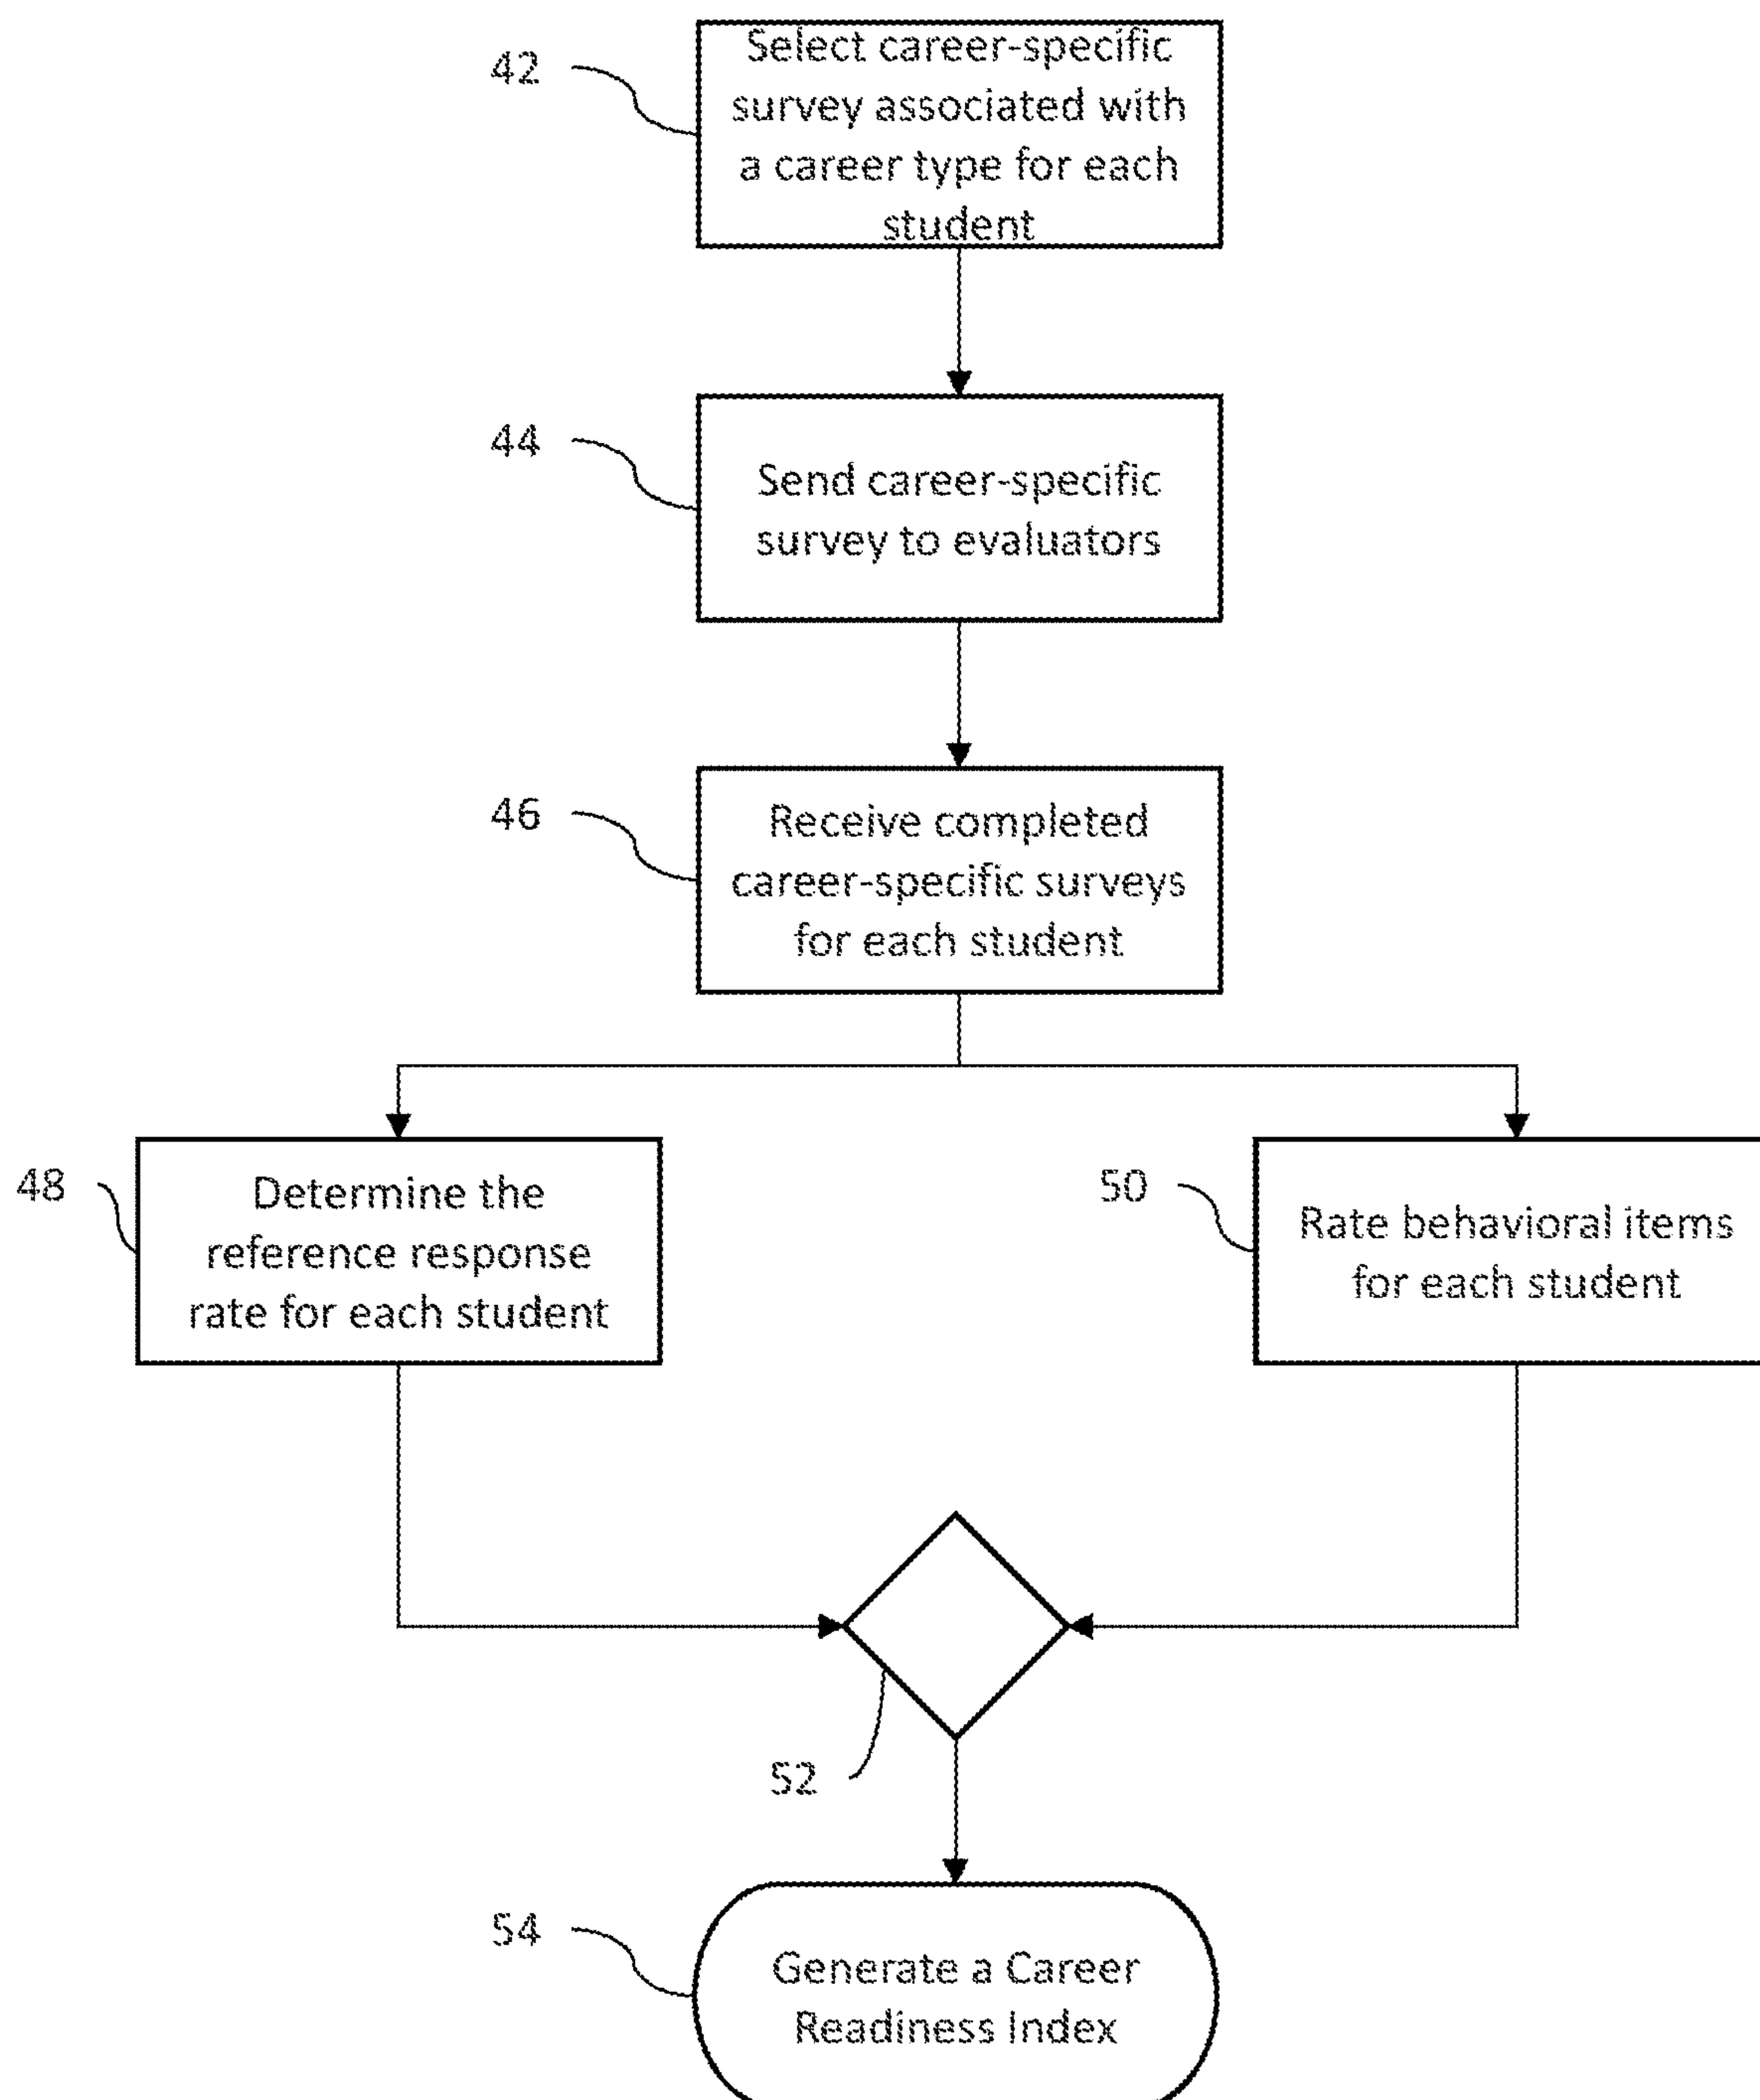 42
Select career-specific
survey associated with
a career type for each
student
44
Send career-specific
survey to evaluators
46
Receive completed
career-specific surveys
for each student
48
Determine the
reference response
rate for each student
50
Rate behavioral items
for each student
52
54
Generate a Career
Readiness Index